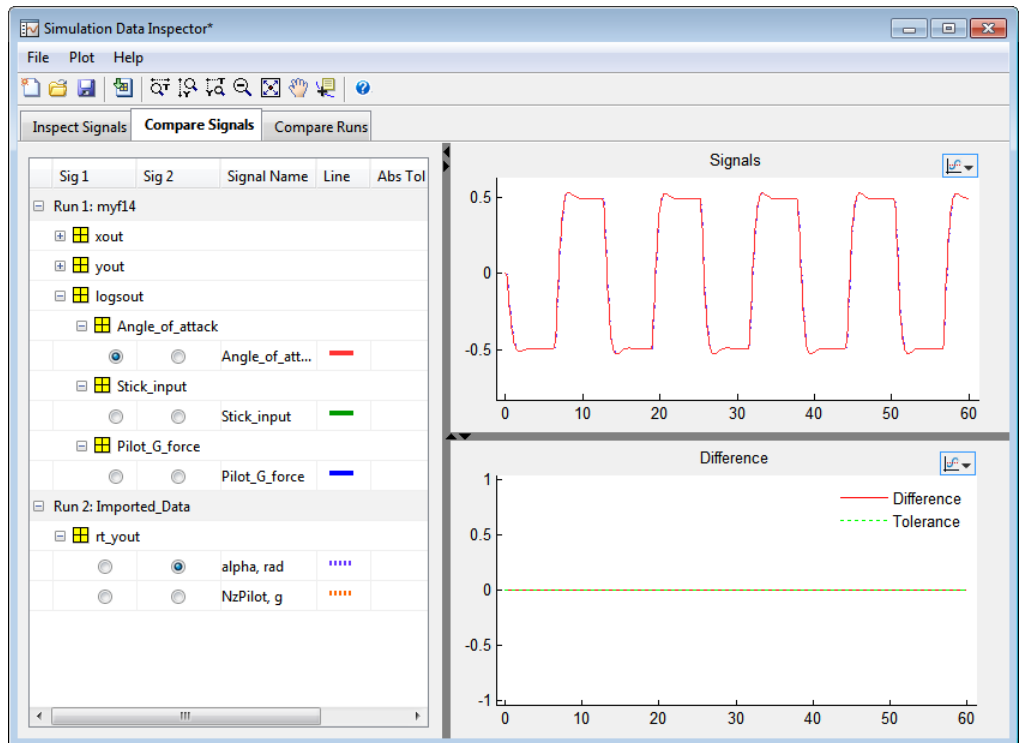 Simulation Data Inspector*
File Plot Help
Inspect Signals Compare Signals Compare Runs
Sig 1 Sig 2 Signal Name Line Abs Tol
Run 1: myf14
xout
yout
logsout
Angle_of_attack
Angle_of_att...
Stick_input
Stick_input
Pilot_G_force
Pilot_G_force
Run 2: Imported_Data
rt_yout
alpha, rad
NzPilot, g
Signals
0.5
0
-0.5
0 10 20 30 40 50 60
Difference
1
0.5
0
-0.5
-1
Difference
Tolerance
0 10 20 30 40 50 60